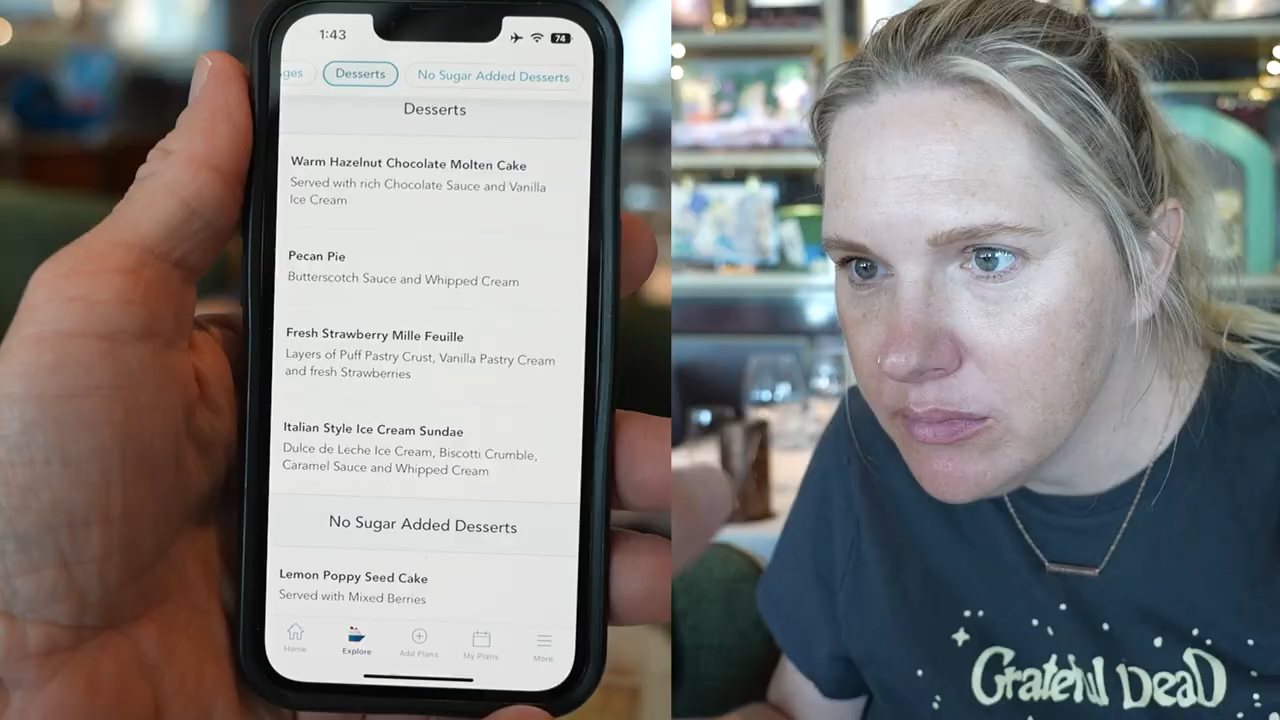 1:43
74
ges
Desserts
No Sugar Added Desserts
Desserts
Warm Hazelnut Chocolate Molten Cake
Served with rich Chocolate Sauce and Vanilla
Ice Cream
Pecan Pie
Butterscotch Sauce and Whipped Cream
Fresh Strawberry Mille Feuille
Layers of Puff Pastry Crust, Vanilla Pastry Cream
and fresh Strawberries
Italian Style Ice Cream Sundae
Dulce de Leche Ice Cream, Biscotti Crumble,
Caramel Sauce and Whipped Cream
No Sugar Added Desserts
Lemon Poppy Seed Cake
Served with Mixed Berries
Home
Explore
Add Plans
My Plans
More
Grateful Dead